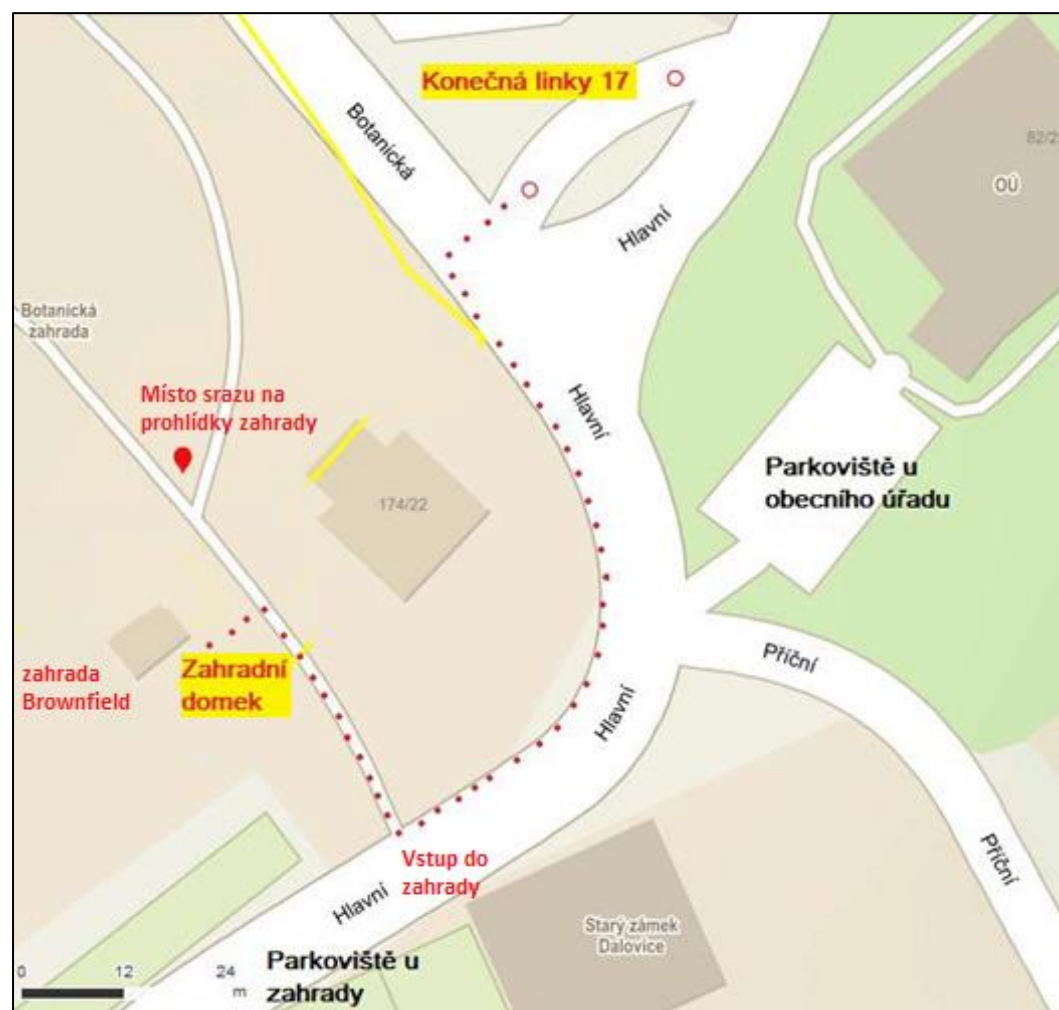 Konečná linky 17
Botanická
82/2
OÚ
Hlavní
Botanická
zahrada
Místo srazu na
prohlídky zahrady
Hlavní
Parkoviště u
obecního úřadu
174/22
Příční
zahrada
Brownfield
Zahradní
domek
Hlavní
Příční
Vstup do
zahrady
Hlavní
Starý zámek
Dalovice
Parkoviště u
zahrady
0 12 24
m